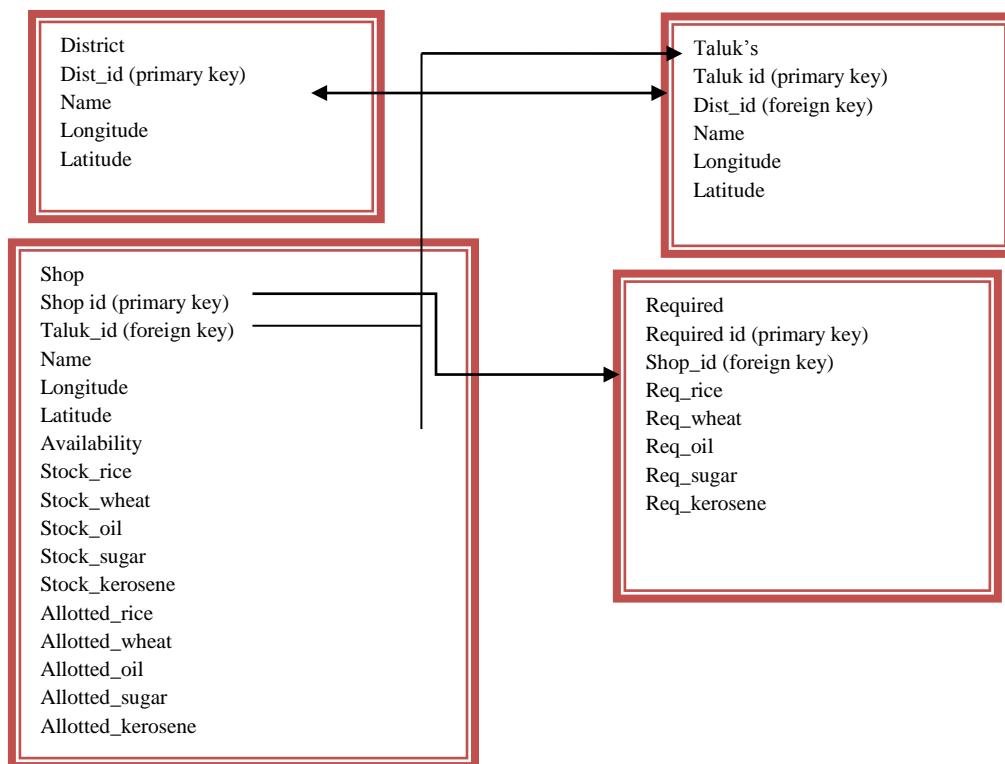 District
Dist_id (primary key)
Name
Longitude
Latitude
Taluk’s
Taluk id (primary key)
Dist_id (foreign key)
Name
Longitude
Latitude
Shop
Shop id (primary key)
Taluk_id (foreign key)
Name
Longitude
Latitude
Availability
Stock_rice
Stock_wheat
Stock_oil
Stock_sugar
Stock_kerosene
Allotted_rice
Allotted_wheat
Allotted_oil
Allotted_sugar
Allotted_kerosene
Required
Required id (primary key)
Shop_id (foreign key)
Req_rice
Req_wheat
Req_oil
Req_sugar
Req_kerosene